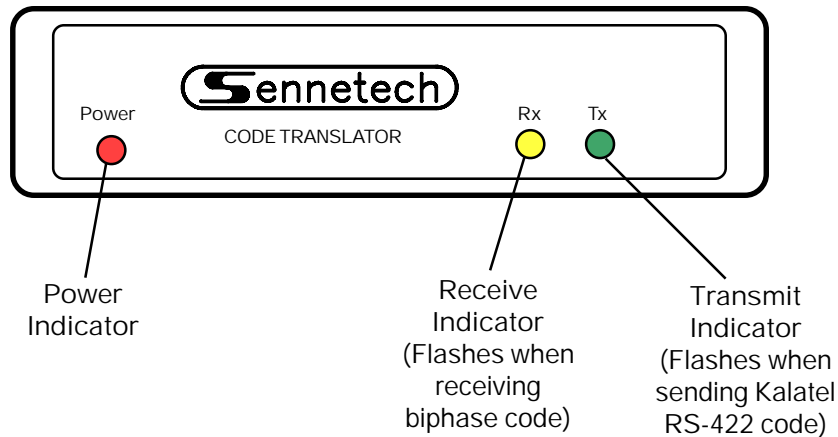 Sennetech
Power
CODE TRANSLATOR
Rx
Tx
Power
Indicator
Receive
Indicator
(Flashes when
receiving
biphase code)
Transmit
Indicator
(Flashes when
sending Kalatel
RS-422 code)